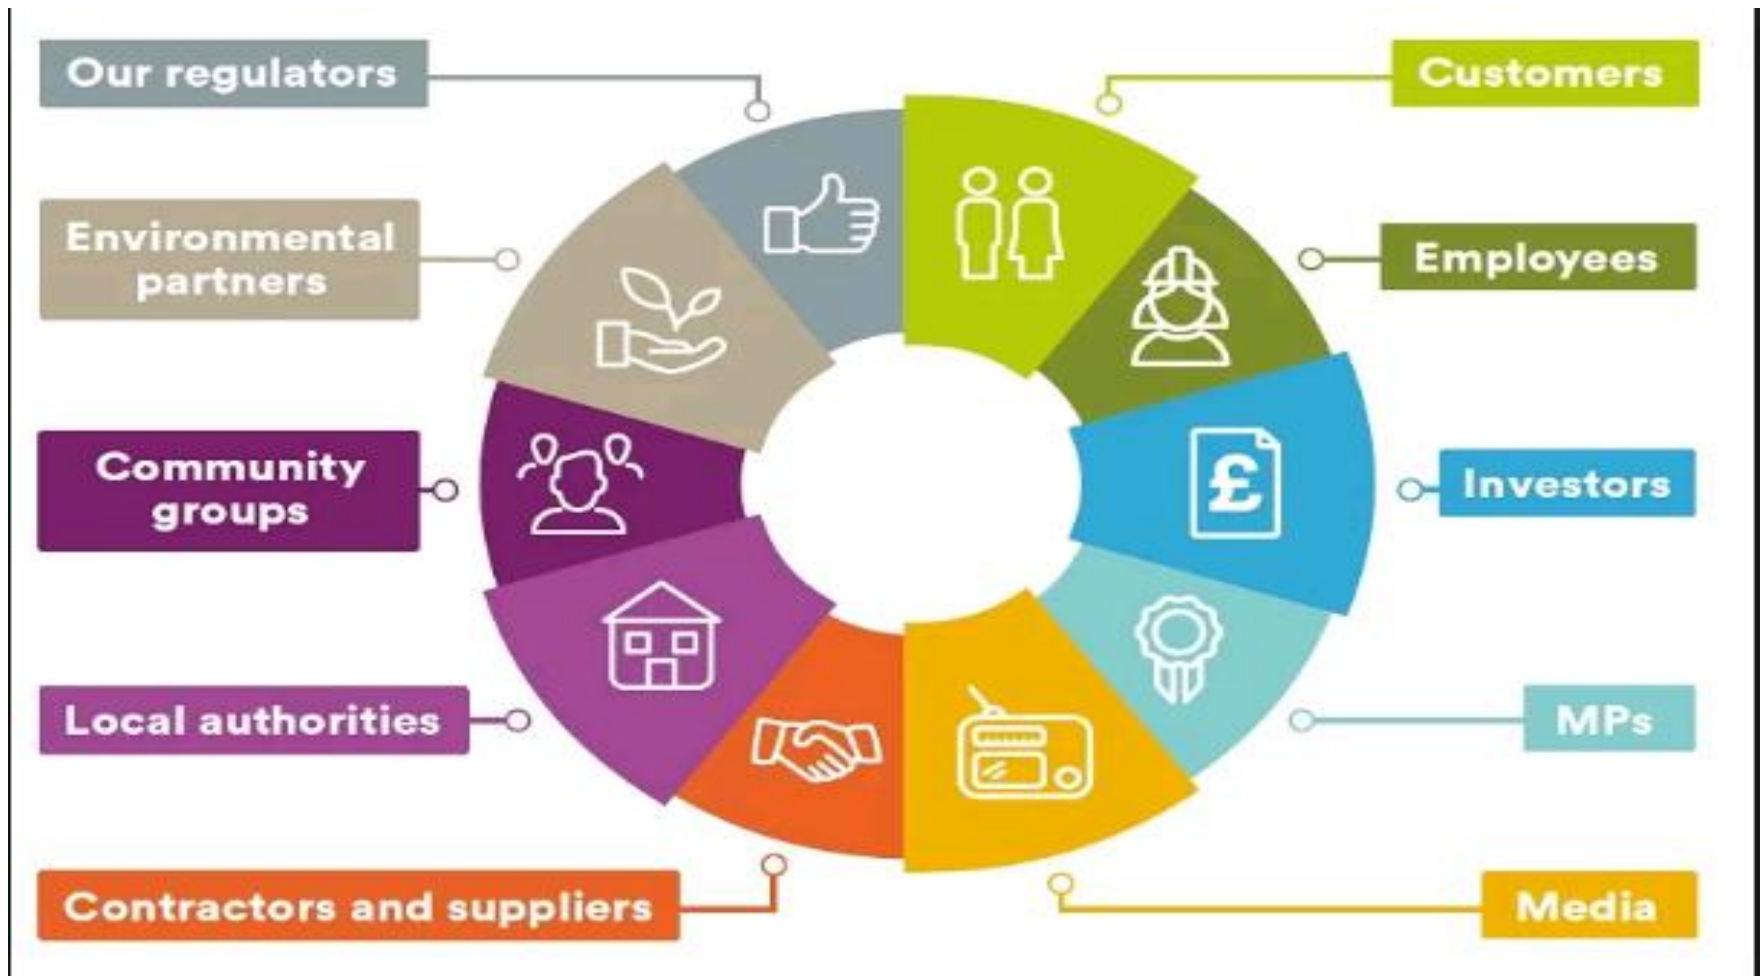 Our regulators
Customers
Environmental
partners
Employees
Community
groups
Investors
£
Local authorities
MPs
Contractors and suppliers
Media